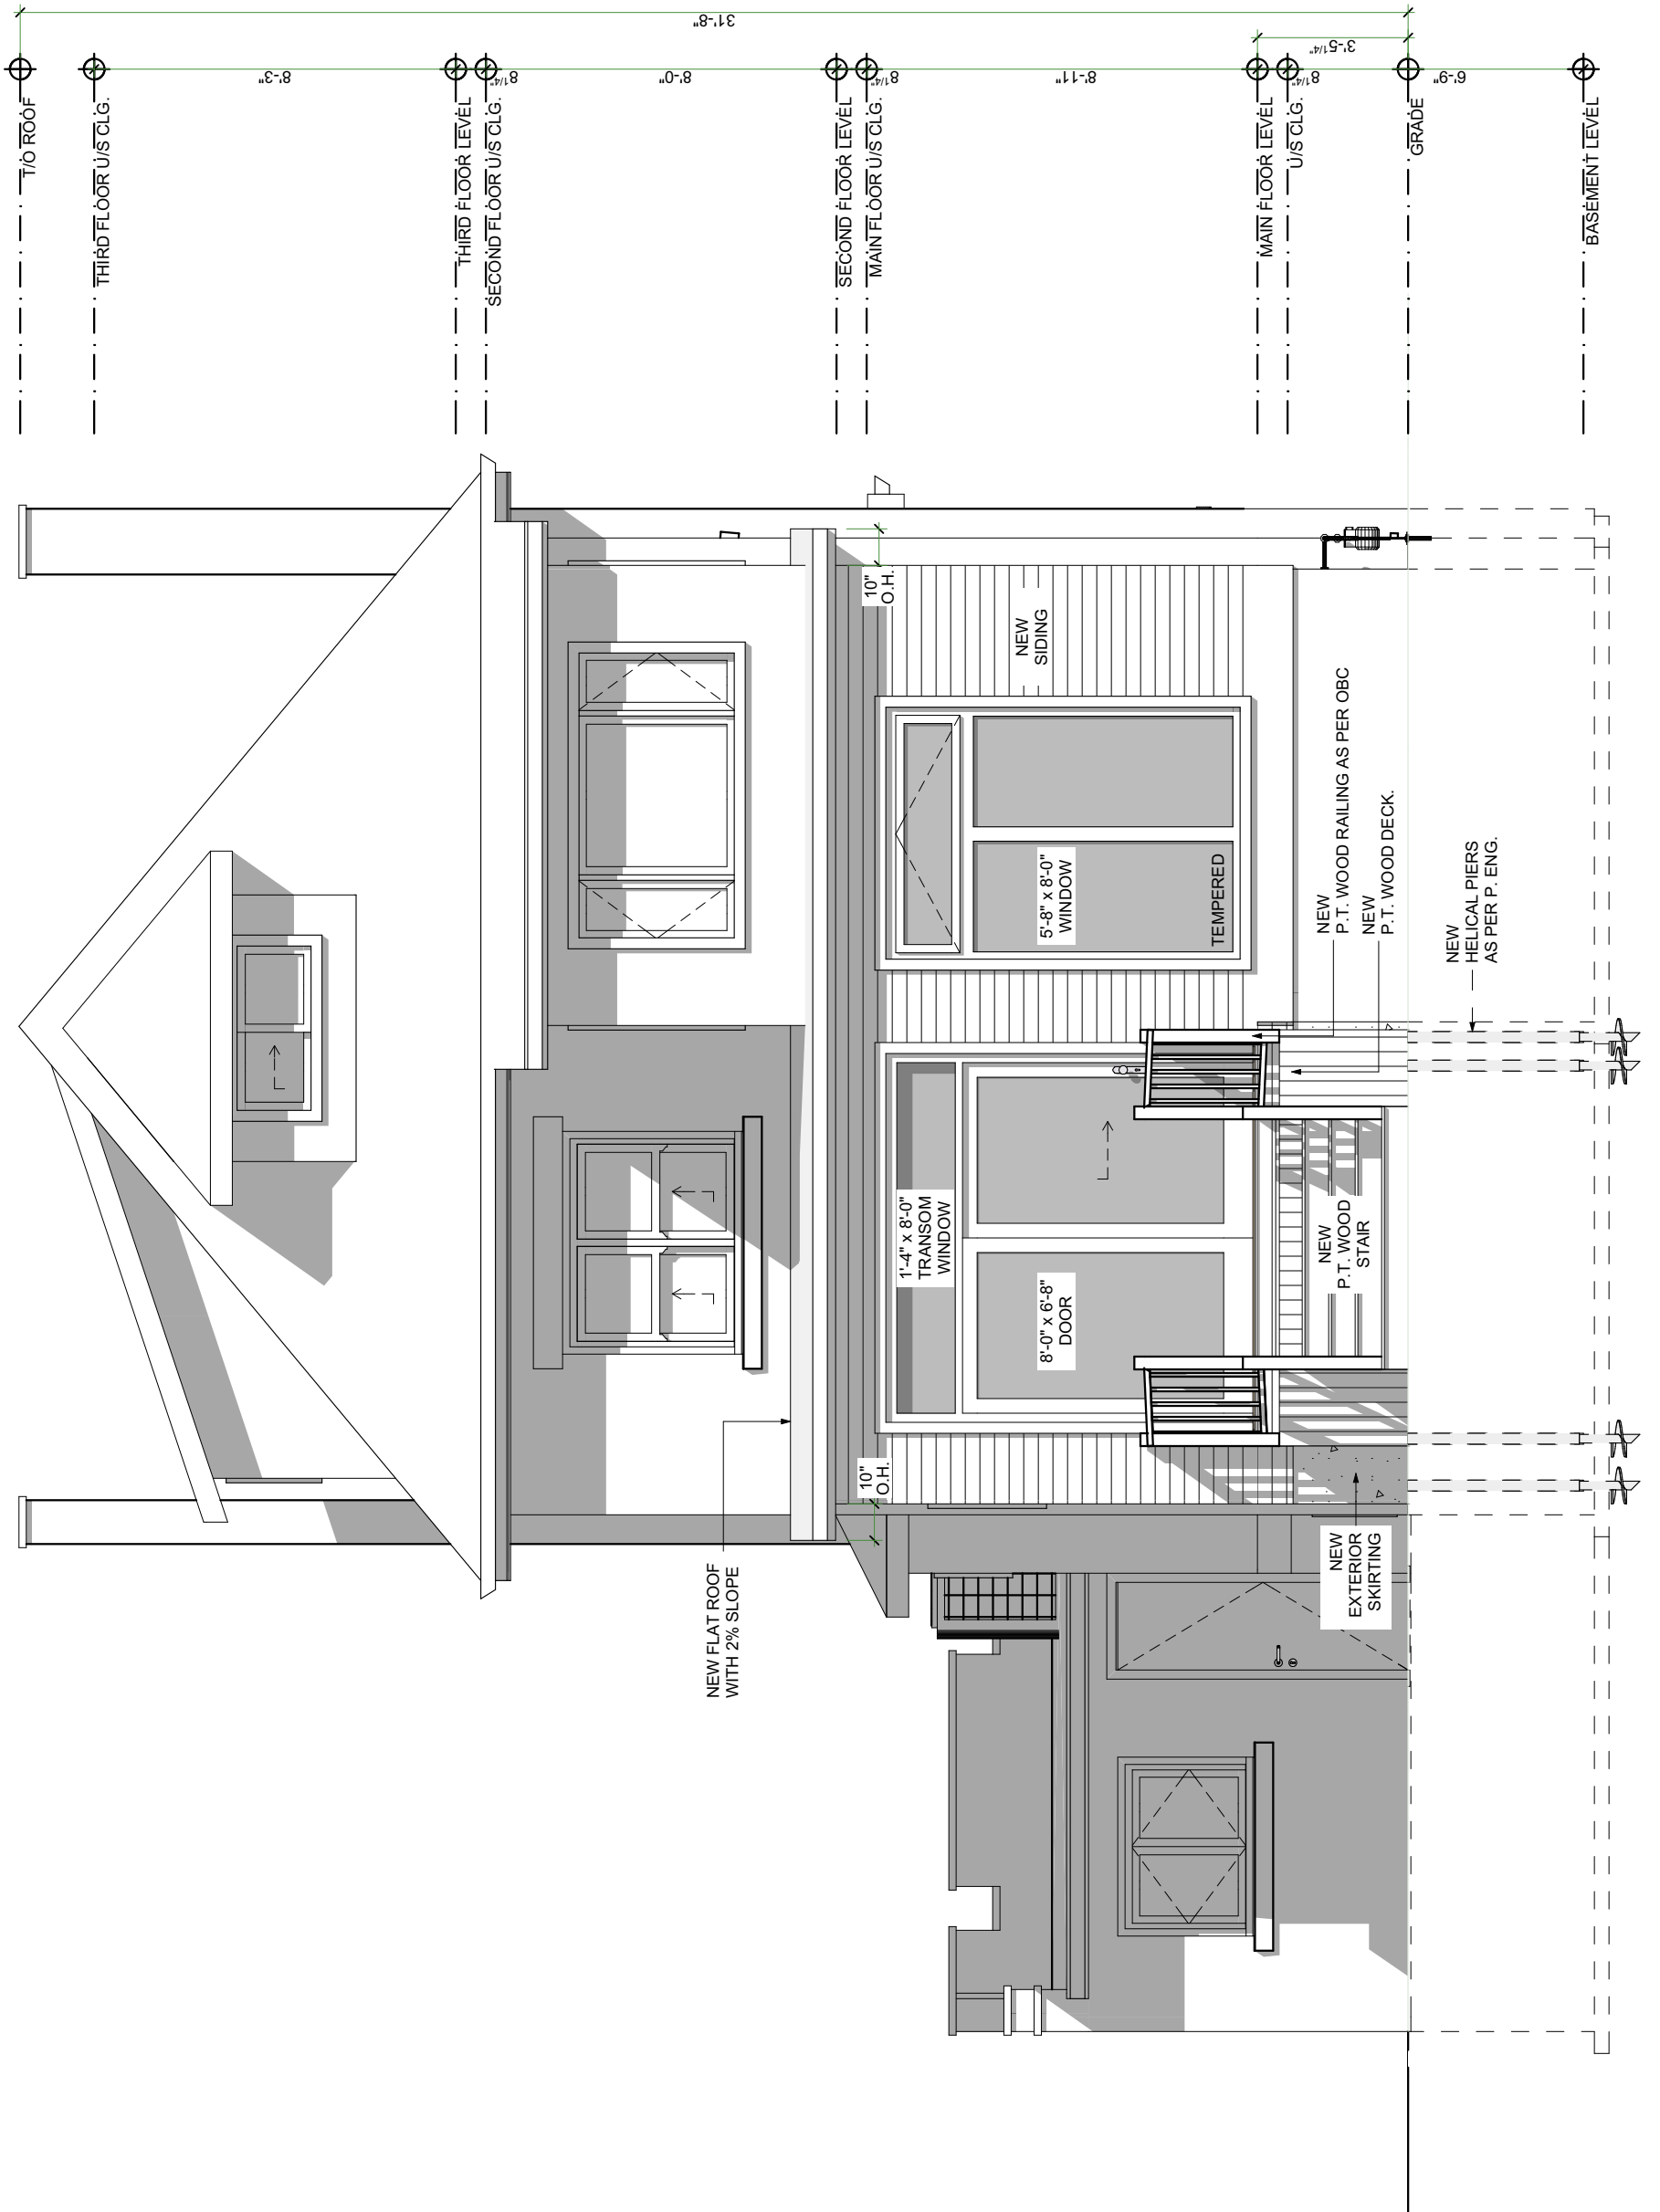 T/O ROOF
THIRD FLOOR U/S CLG.
THIRD FLOOR LEVEL
SECOND FLOOR U/S CLG.
SECOND FLOOR LEVEL
MAIN FLOOR U/S CLG.
MAIN FLOOR LEVEL
U/S CLG.
GRADE
BASEMENT LEVEL
31'-8"
8'-3"
8 1/4"
8'-0"
8 1/4"
8'-11"
8 1/4"
3'-5 1/4"
6'-9"
10"
O.H.
NEW
SIDING
5'-8" x 8'-0"
WINDOW
TEMPERED
NEW
P.T. WOOD RAILING AS PER OBC
NEW
P.T. WOOD DECK.
NEW
HELICAL PIERS
AS PER P. ENG.
1'-4" x 8'-0"
TRANSOM
WINDOW
8'-0" x 6'-8"
DOOR
NEW
P.T. WOOD
STAIR
10"
O.H.
NEW FLAT ROOF
WITH 2% SLOPE
NEW
EXTERIOR
SKIRTING